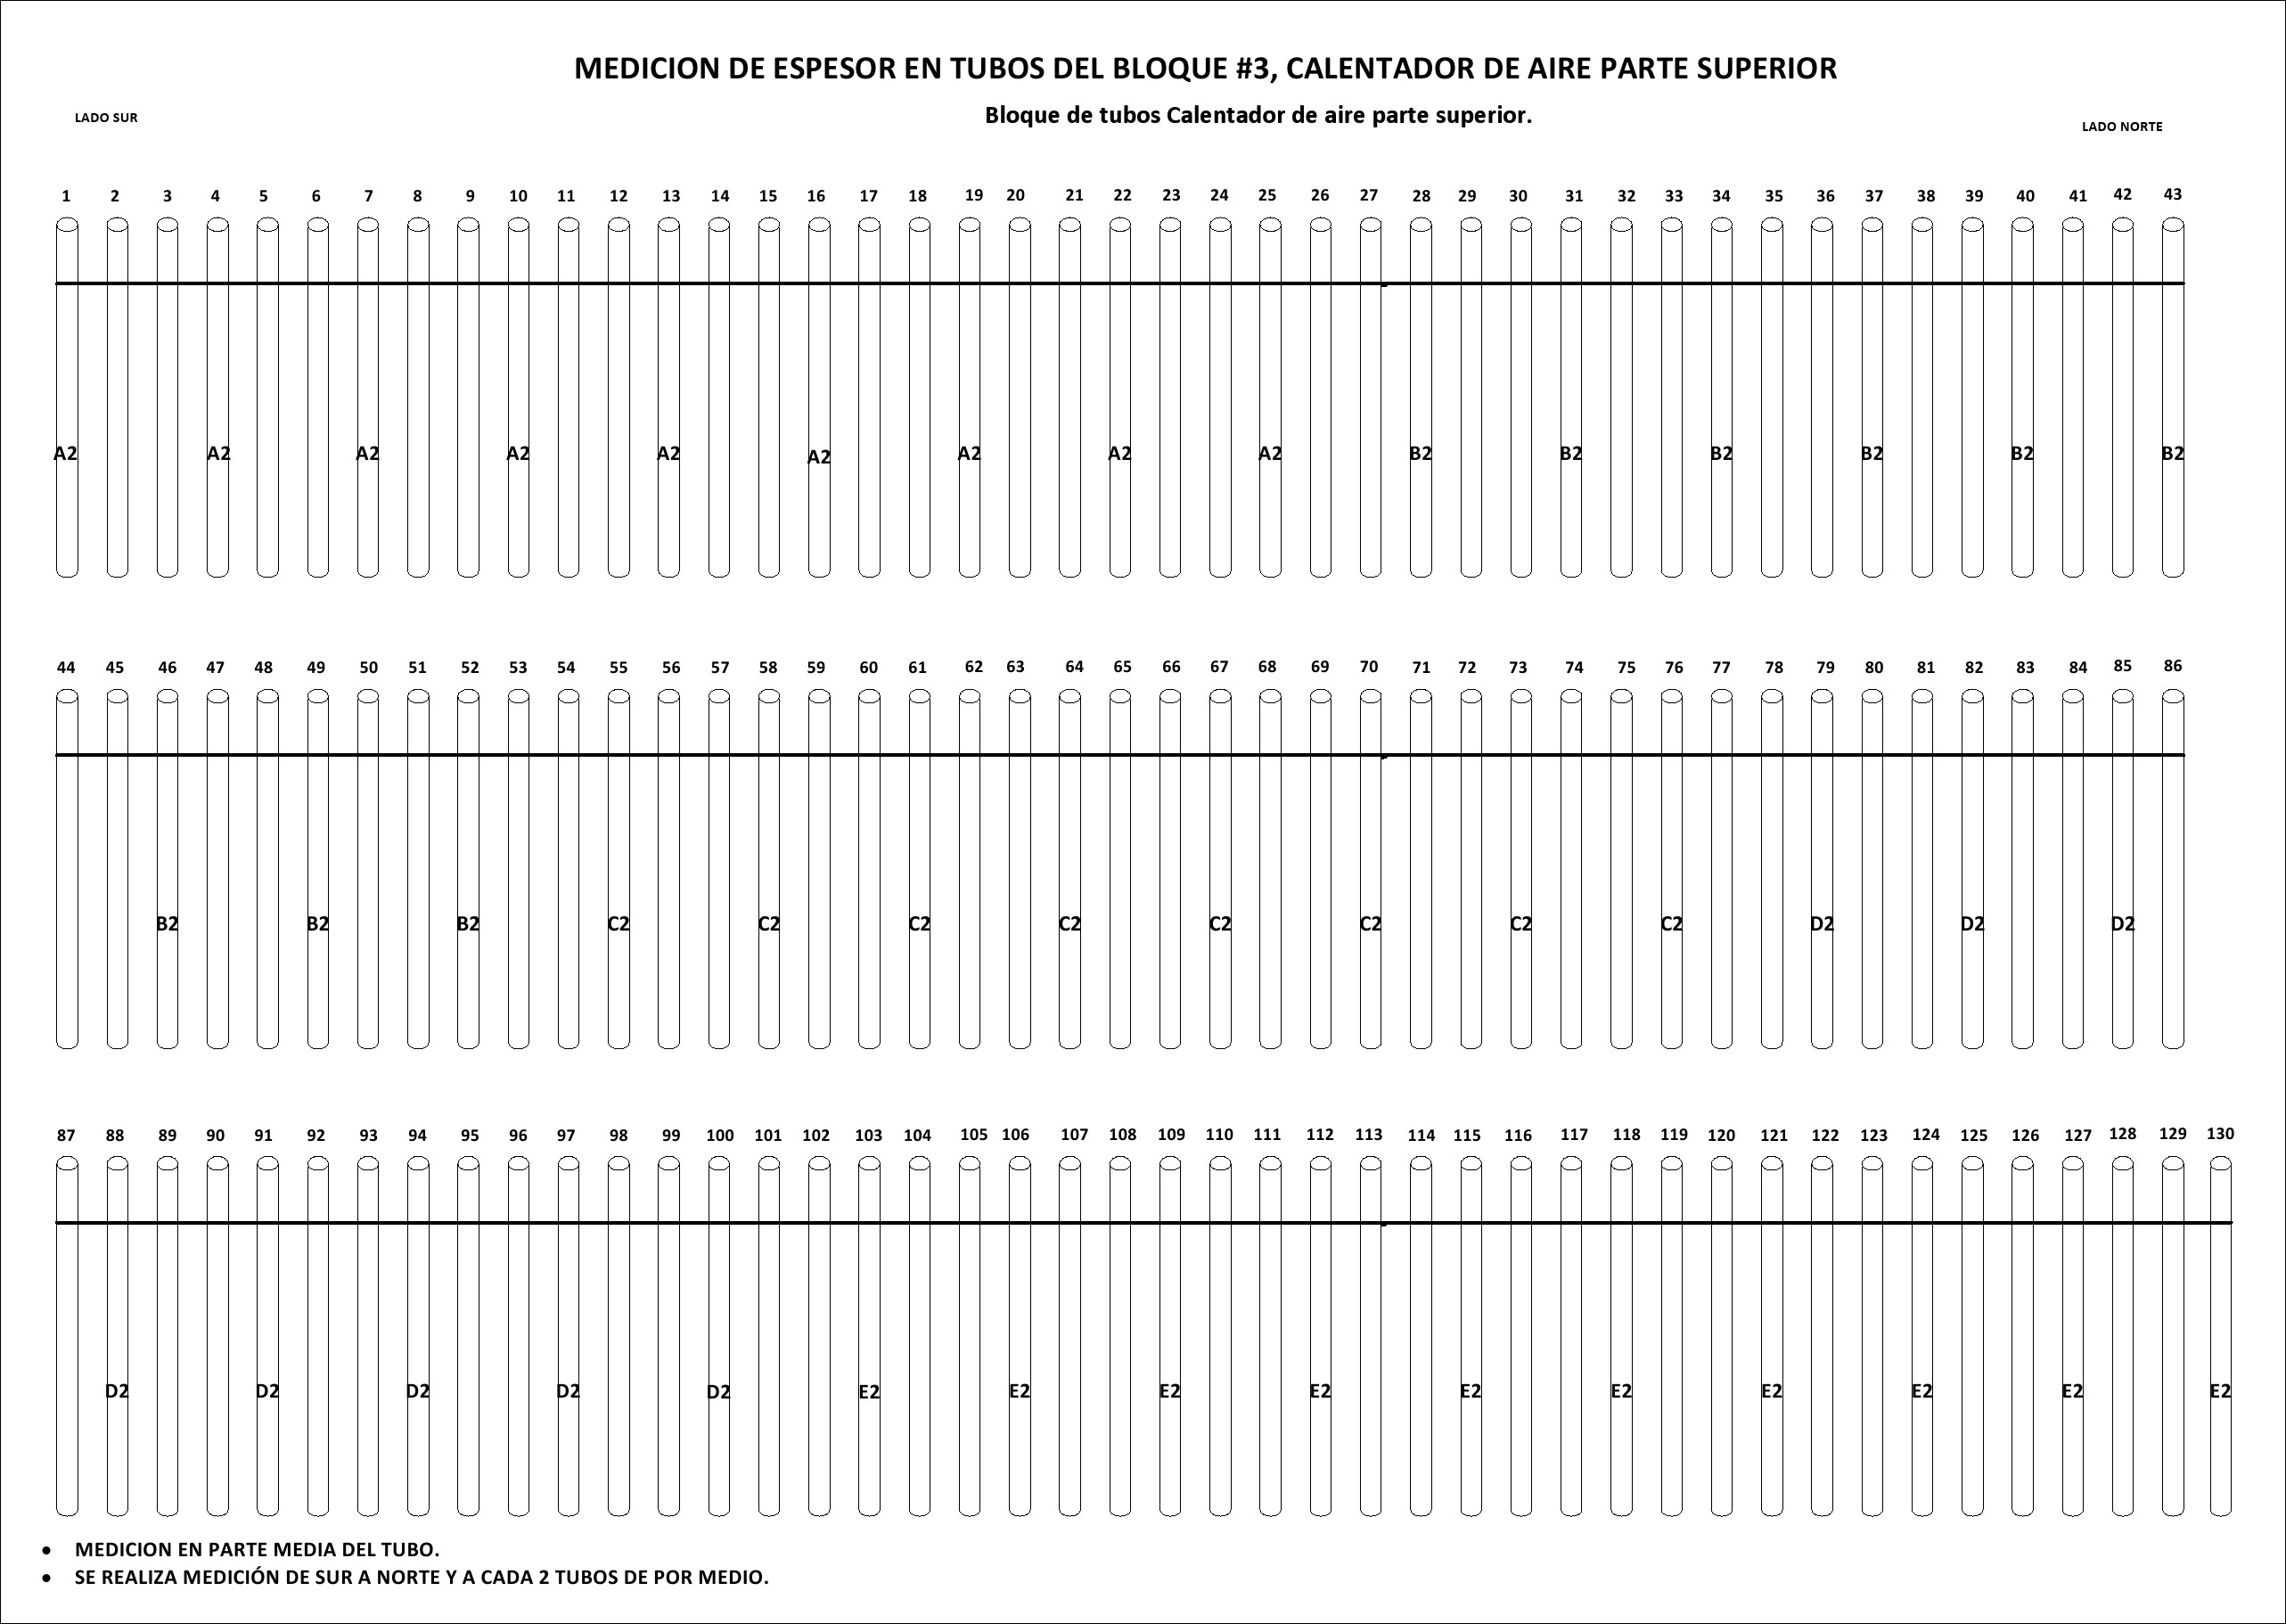 MEDICION DE ESPESOR EN TUBOS DEL BLOQUE #3, CALENTADOR DE AIRE PARTE SUPERIOR
Bloque de tubos Calentador de aire parte superior.
LADO SUR
LADO NORTE
1 2 3 4 5 6 7 8 9 10 11 12 13 14 15 16 17 18 19 20 21 22 23 24 25 26 27 28 29 30 31 32 33 34 35 36 37 38 39 40 41 42 43
A2 A2 A2 A2 A2 A2 A2 A2 A2 B2 B2 B2 B2 B2 B2
44 45 46 47 48 49 50 51 52 53 54 55 56 57 58 59 60 61 62 63 64 65 66 67 68 69 70 71 72 73 74 75 76 77 78 79 80 81 82 83 84 85 86
B2 B2 B2 C2 C2 C2 C2 C2 C2 C2 C2 D2 D2 D2
87 88 89 90 91 92 93 94 95 96 97 98 99 100 101 102 103 104 105 106 107 108 109 110 111 112 113 114 115 116 117 118 119 120 121 122 123 124 125 126 127 128 129 130
D2 D2 D2 D2 D2 E2 E2 E2 E2 E2 E2 E2 E2 E2 E2
• MEDICION EN PARTE MEDIA DEL TUBO.
• SE REALIZA MEDICIÓN DE SUR A NORTE Y A CADA 2 TUBOS DE POR MEDIO.